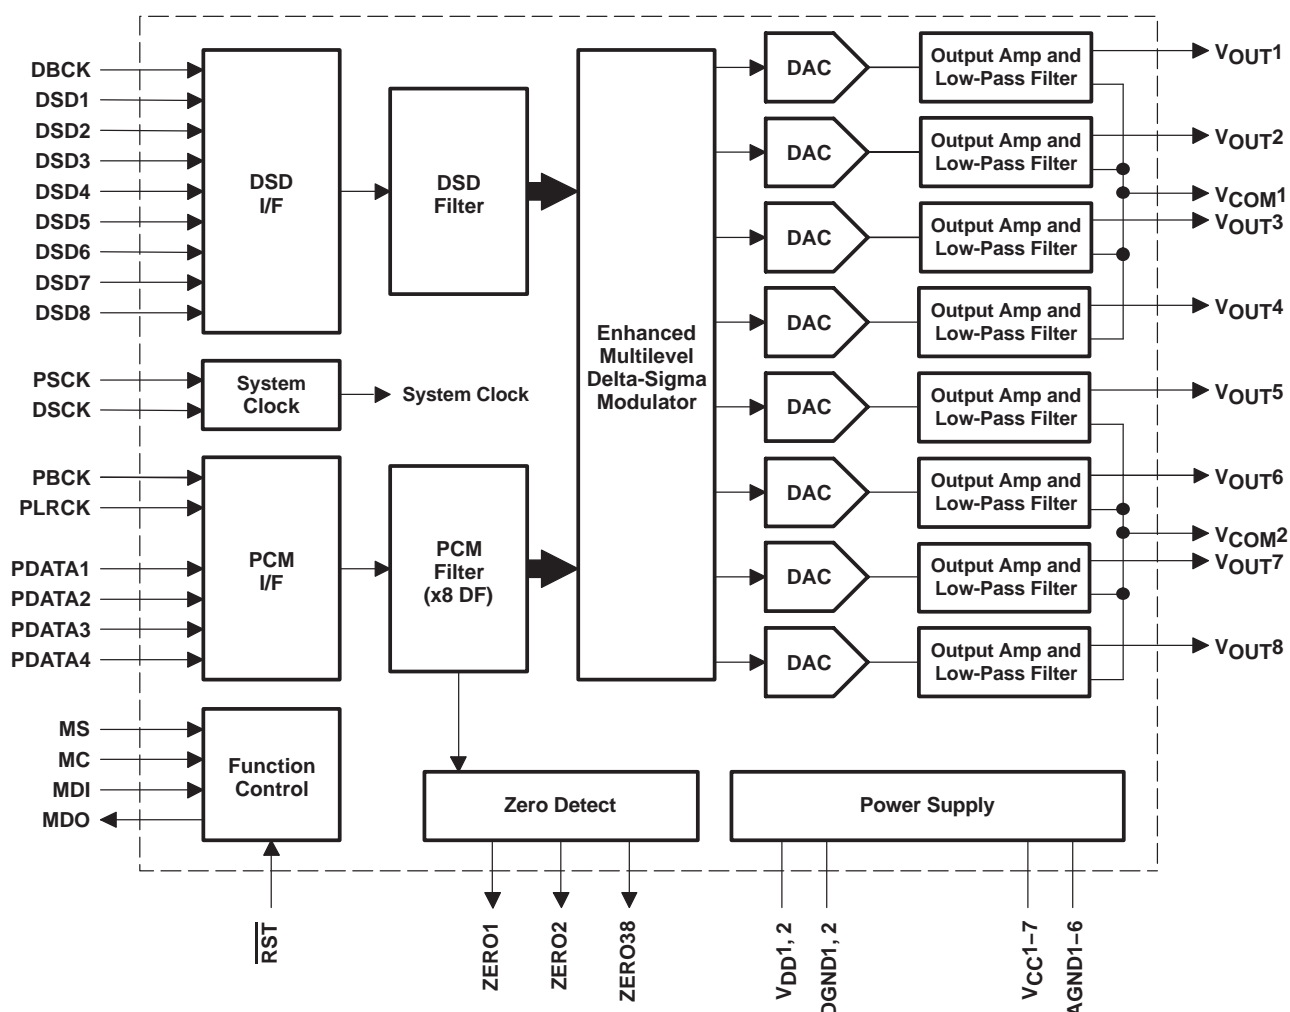 DBCK
DSD1
DSD2
DSD3
DSD4
DSD5
DSD6
DSD7
DSD8
DSD
I/F
DSD
Filter
PSCK
DSCK
System
Clock
System Clock
PBCK
PLRCK
PDATA1
PDATA2
PDATA3
PDATA4
PCM
I/F
PCM
Filter
(x8 DF)
Enhanced
Multilevel
Delta-Sigma
Modulator
DAC
Output Amp and
Low-Pass Filter
VOUT1
DAC
Output Amp and
Low-Pass Filter
VOUT2
VCOM1
DAC
Output Amp and
Low-Pass Filter
VOUT3
DAC
Output Amp and
Low-Pass Filter
VOUT4
DAC
Output Amp and
Low-Pass Filter
VOUT5
DAC
Output Amp and
Low-Pass Filter
VOUT6
VCOM2
DAC
Output Amp and
Low-Pass Filter
VOUT7
DAC
Output Amp and
Low-Pass Filter
VOUT8
MS
MC
MDI
MDO
Function
Control
Zero Detect
Power Supply
RST
ZERO1
ZERO2
ZERO38
VDD1, 2
DGND1, 2
VCC1–7
AGND1–6